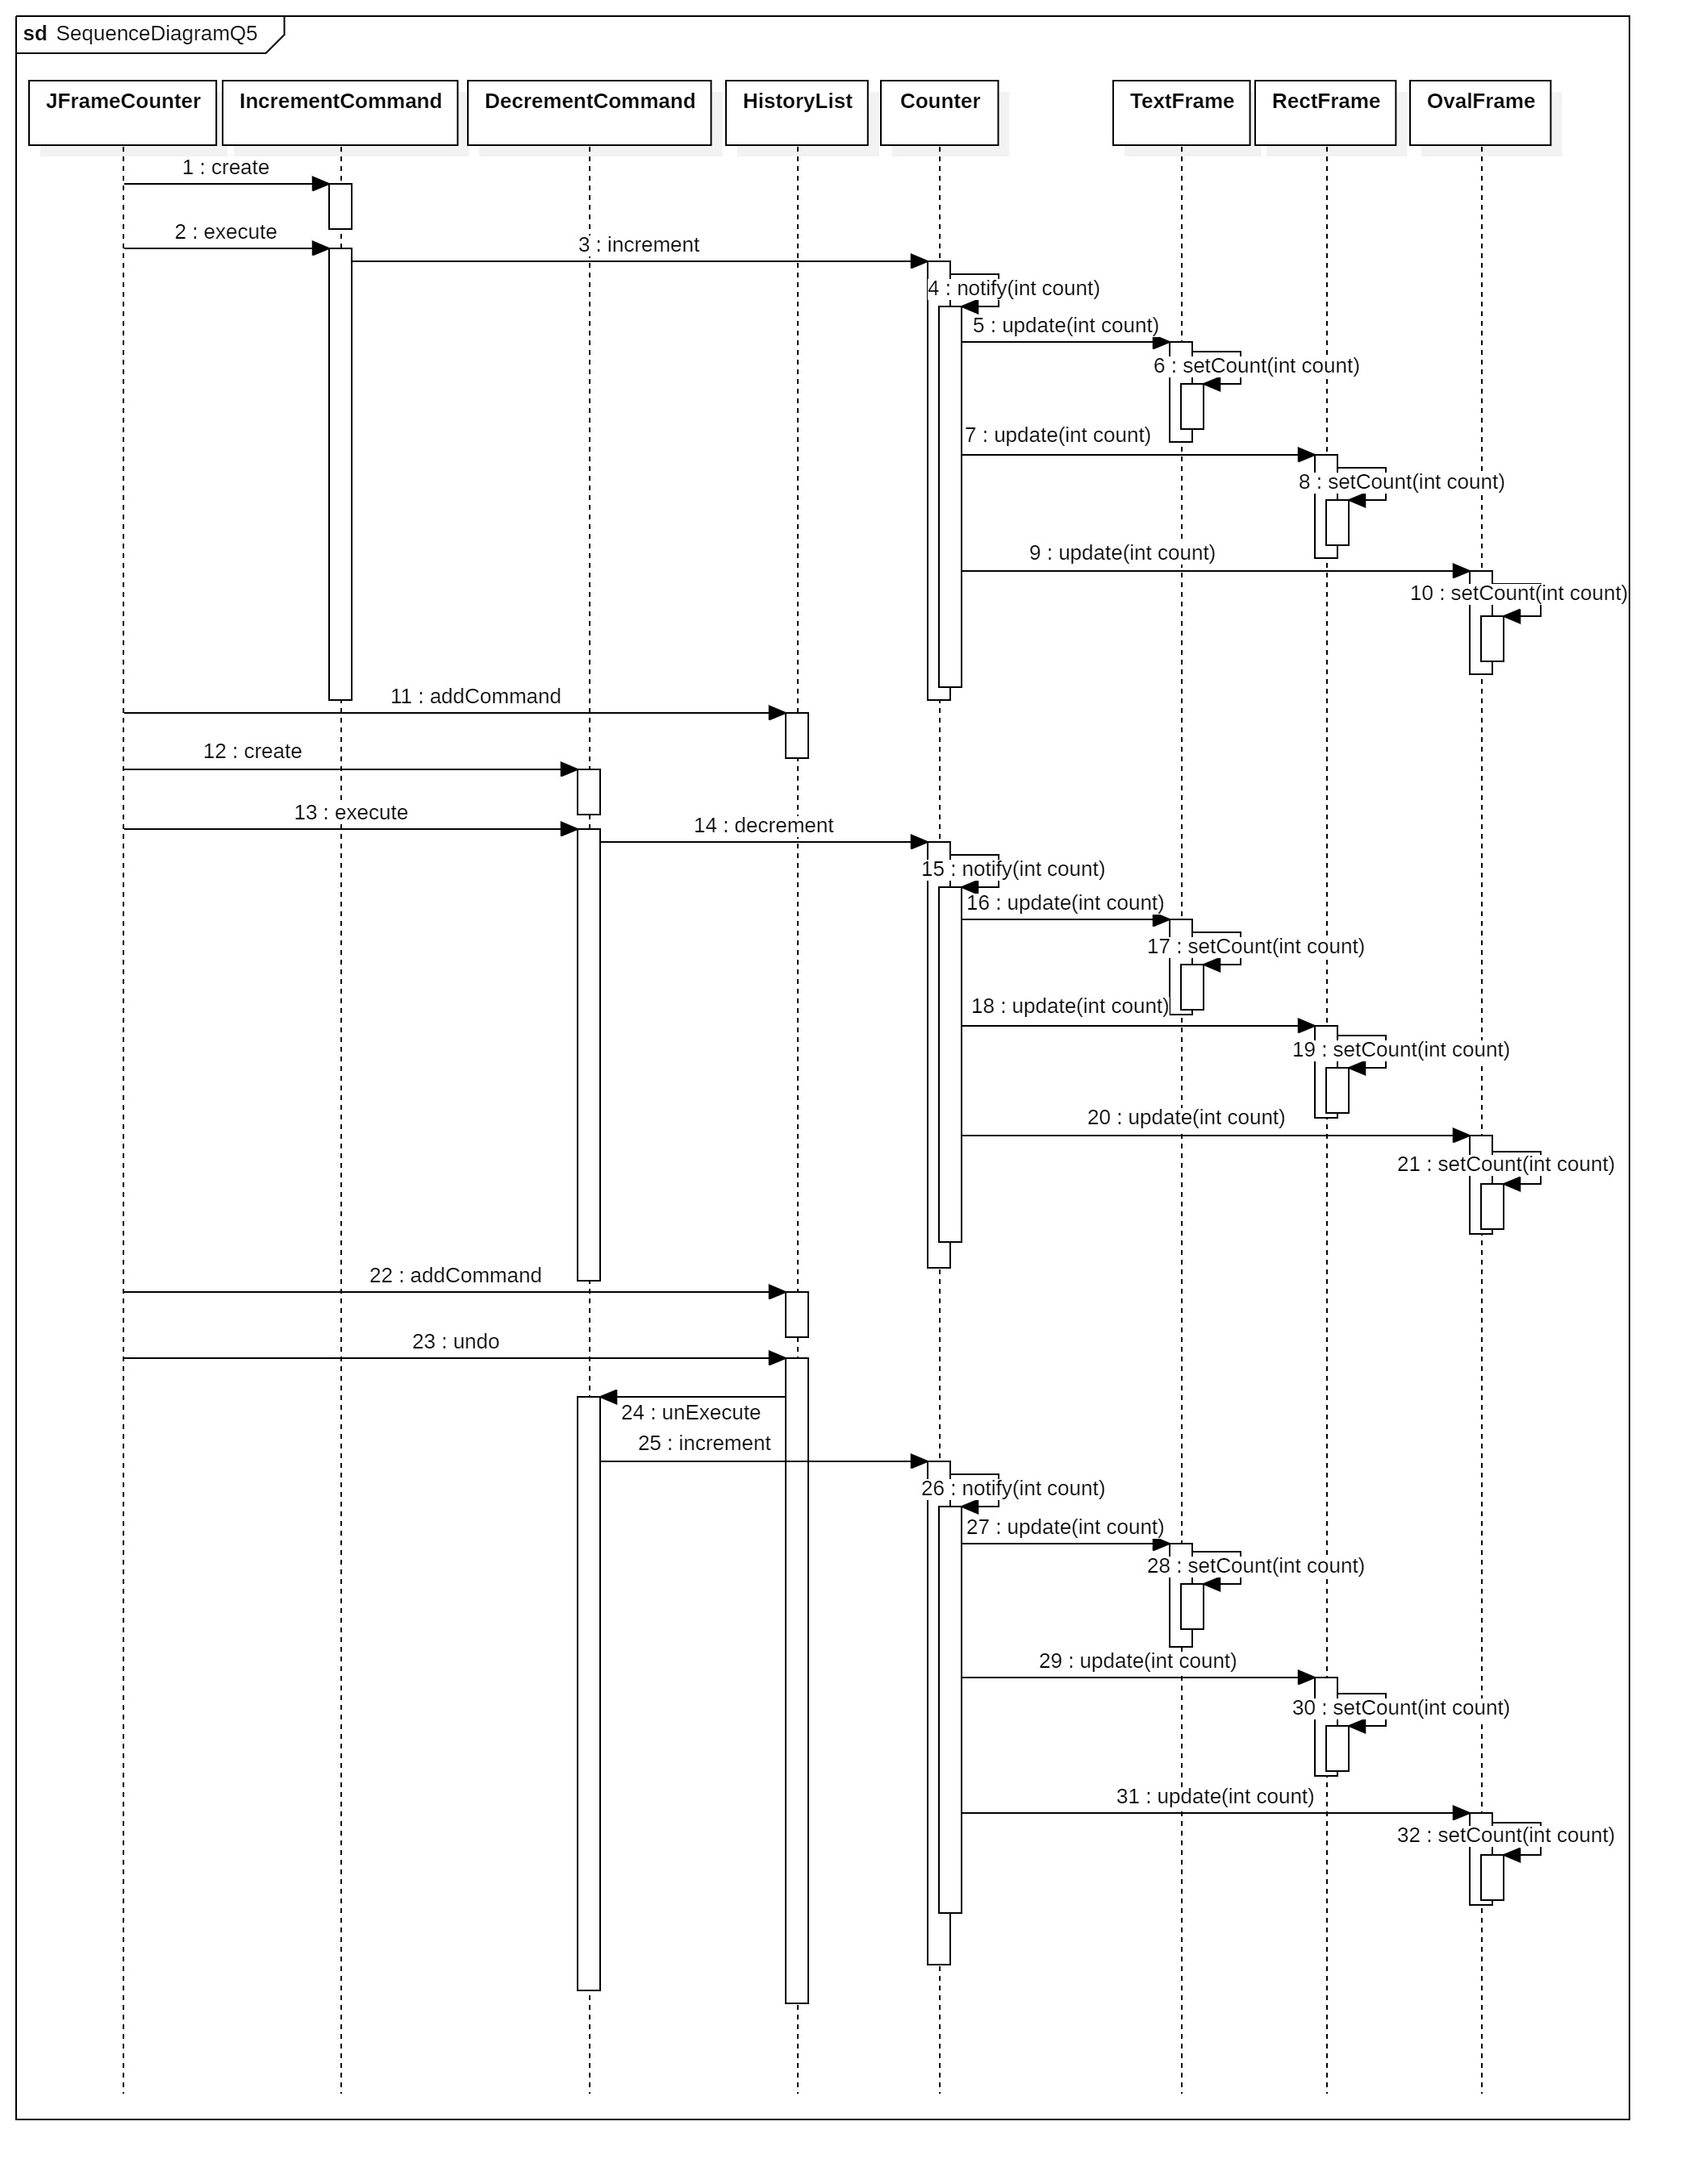 sd SequenceDiagramQ5
JFrameCounter
IncrementCommand
DecrementCommand
HistoryList
Counter
TextFrame
RectFrame
OvalFrame
1 : create
2 : execute
3 : increment
4 : notify(int count)
5 : update(int count)
6 : setCount(int count)
7 : update(int count)
8 : setCount(int count)
9 : update(int count)
10 : setCount(int count)
11 : addCommand
12 : create
13 : execute
14 : decrement
15 : notify(int count)
16 : update(int count)
17 : setCount(int count)
18 : update(int count)
19 : setCount(int count)
20 : update(int count)
21 : setCount(int count)
22 : addCommand
23 : undo
24 : unExecute
25 : increment
26 : notify(int count)
27 : update(int count)
28 : setCount(int count)
29 : update(int count)
30 : setCount(int count)
31 : update(int count)
32 : setCount(int count)